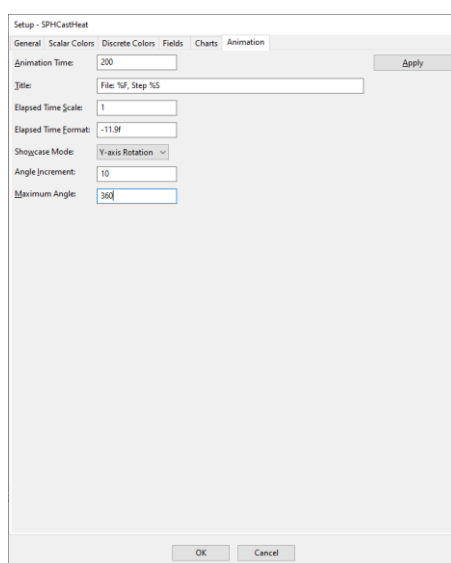 Setup - SPHCastHeat
General Scalar Colors Discrete Colors Fields Charts Animation
Animation Time: 200 Apply
Title: File: %F, Step %S
Elapsed Time Scale: 1
Elapsed Time Format: -11.9f
Showcase Mode: Y-axis Rotation
Angle Increment: 10
Maximum Angle: 360
OK Cancel